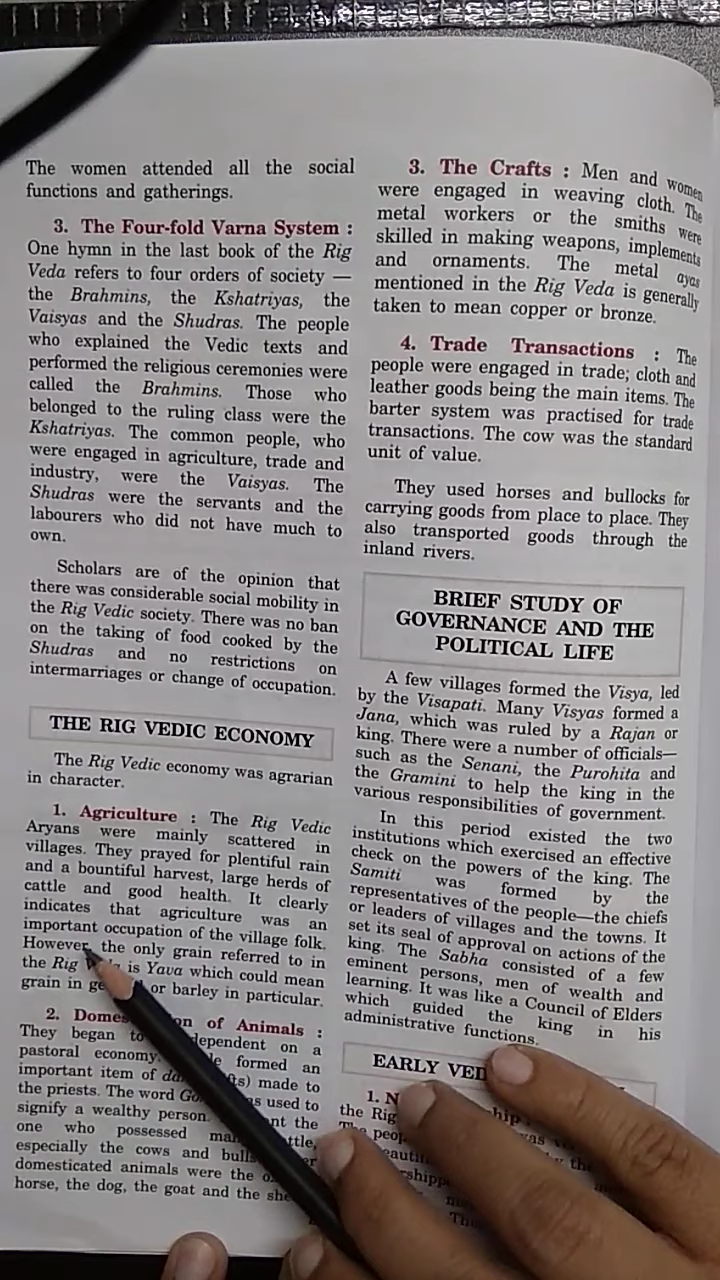 The women attended all the social
functions and gatherings.
3. The Four-fold Varna System :
One hymn in the last book of the Rig
Veda refers to four orders of society —
the Brahmins, the Kshatriyas, the
Vaisyas and the Shudras. The people
who explained the Vedic texts and
performed the religious ceremonies were
called the Brahmins. Those who
belonged to the ruling class were the
Kshatriyas. The common people, who
were engaged in agriculture, trade and
industry, were the Vaisyas. The
Shudras were the servants and the
labourers who did not have much to
own.
Scholars are of the opinion that
there was considerable social mobility in
the Rig Vedic society. There was no ban
on the taking of food cooked by the
Shudras and no restrictions on
intermarriages or change of occupation.
THE RIG VEDIC ECONOMY
The Rig Vedic economy was agrarian
in character.
1. Agriculture : The Rig Vedic
Aryans were mainly scattered in
villages. They prayed for plentiful rain
and a bountiful harvest, large herds of
cattle and good health. It clearly
indicates that agriculture was an
important occupation of the village folk.
However, the only grain referred to in
the Rig is Yava which could mean
grain in or barley in particular.
2. of Animals :
They began dependent on a
pastoral economy. formed an
important item of made to
the priests. The word used to
signify a wealthy person. the
one who possessed
especially the cows and
domesticated animals were the
horse, the dog, the goat and the
3. The Crafts : Men and women
were engaged in weaving cloth. The
metal workers or the smiths were
skilled in making weapons, implements
and ornaments. The metal ayas
mentioned in the Rig Veda is generally
taken to mean copper or bronze.
4. Trade Transactions : The
people were engaged in trade; cloth and
leather goods being the main items. The
barter system was practised for trade
transactions. The cow was the standard
unit of value.
They used horses and bullocks for
carrying goods from place to place. They
also transported goods through the
inland rivers.
BRIEF STUDY OF
GOVERNANCE AND THE
POLITICAL LIFE
A few villages formed the Visya, led
by the Visapati. Many Visyas formed a
Jana, which was ruled by a Rajan or
king. There were a number of officials—
such as the Senani, the Purohita and
the Gramini to help the king in the
various responsibilities of government.
In this period existed the two
institutions which exercised an effective
check on the powers of the king. The
Samiti was formed by the
representatives of the people—the chiefs
or leaders of villages and the towns. It
set its seal of approval on actions of the
king. The Sabha consisted of a few
eminent persons, men of wealth and
learning. It was like a Council of Elders
which guided the king in his
administrative functions.
EARLY
1.
the Rig
The